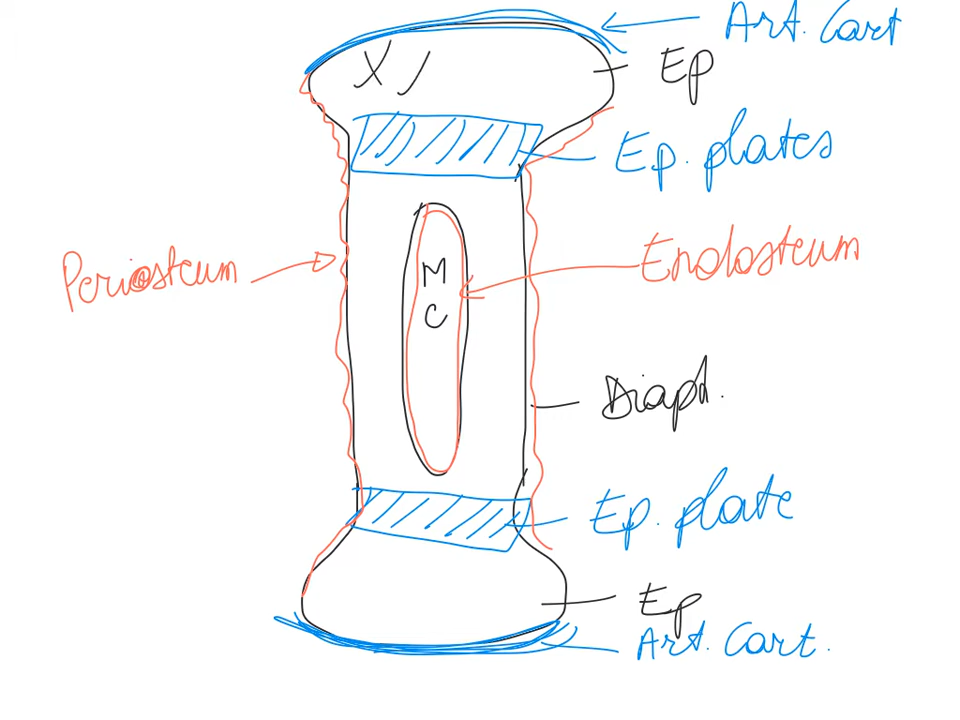 Art. Cart
Ep
Ep. plates
Periosteum
Endosteum
M
C
Diaph.
Ep. plate
Ep
Art. Cart.